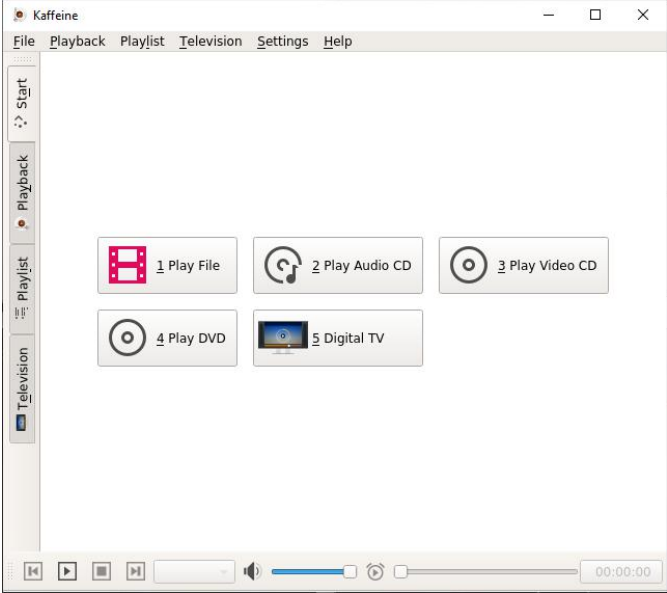 Kaffeine
File Playback Playlist Television Settings Help
Start
Playback
Playlist
Television
1 Play File
2 Play Audio CD
3 Play Video CD
4 Play DVD
5 Digital TV
00:00:00